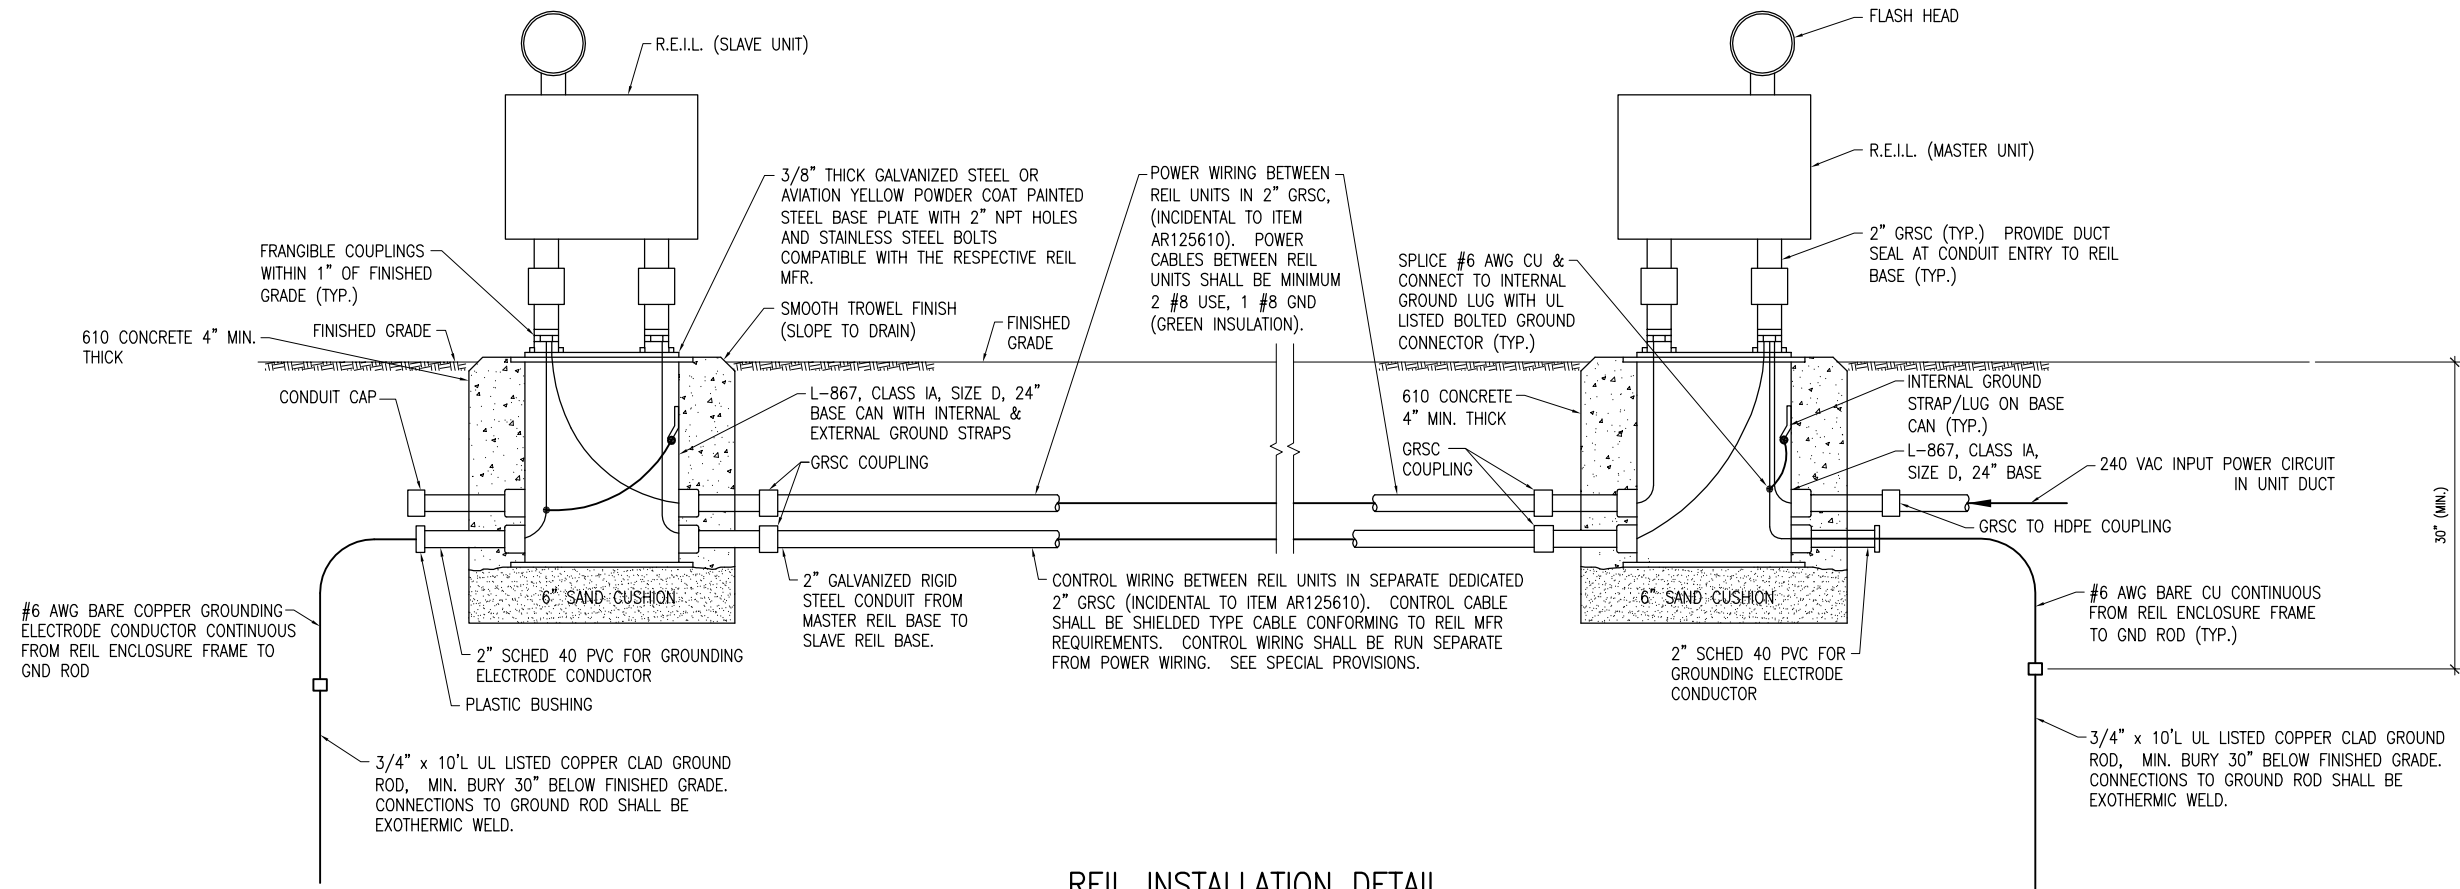 FLASH HEAD
R.E.I.L. (SLAVE UNIT)
R.E.I.L. (MASTER UNIT)
3/8" THICK GALVANIZED STEEL OR
AVIATION YELLOW POWDER COAT PAINTED
STEEL BASE PLATE WITH 2" NPT HOLES
AND STAINLESS STEEL BOLTS
COMPATIBLE WITH THE RESPECTIVE REIL
MFR.
POWER WIRING BETWEEN
REIL UNITS IN 2" GRSC,
(INCIDENTAL TO ITEM
AR125610). POWER
CABLES BETWEEN REIL
UNITS SHALL BE MINIMUM
2 #8 USE, 1 #8 GND
(GREEN INSULATION).
2" GRSC (TYP.) PROVIDE DUCT
SEAL AT CONDUIT ENTRY TO REIL
BASE (TYP.)
FRANGIBLE COUPLINGS
WITHIN 1" OF FINISHED
GRADE (TYP.)
SPLICE #6 AWG CU &
CONNECT TO INTERNAL
GROUND LUG WITH UL
LISTED BOLTED GROUND
CONNECTOR (TYP.)
SMOOTH TROWEL FINISH
(SLOPE TO DRAIN)
FINISHED GRADE
FINISHED
GRADE
610 CONCRETE 4" MIN.
THICK
CONDUIT CAP
L-867, CLASS IA, SIZE D, 24"
BASE CAN WITH INTERNAL &
EXTERNAL GROUND STRAPS
GRSC COUPLING
610 CONCRETE
4" MIN. THICK
GRSC
COUPLING
INTERNAL GROUND
STRAP/LUG ON BASE
CAN (TYP.)
L-867, CLASS IA,
SIZE D, 24" BASE
240 VAC INPUT POWER CIRCUIT
IN UNIT DUCT
GRSC TO HDPE COUPLING
30" (MIN.)
6" SAND CUSHION
2" GALVANIZED RIGID
STEEL CONDUIT FROM
MASTER REIL BASE TO
SLAVE REIL BASE.
CONTROL WIRING BETWEEN REIL UNITS IN SEPARATE DEDICATED
2" GRSC (INCIDENTAL TO ITEM AR125610). CONTROL CABLE
SHALL BE SHIELDED TYPE CABLE CONFORMING TO REIL MFR
REQUIREMENTS. CONTROL WIRING SHALL BE RUN SEPARATE
FROM POWER WIRING. SEE SPECIAL PROVISIONS.
6" SAND CUSHION
#6 AWG BARE COPPER GROUNDING
ELECTRODE CONDUCTOR CONTINUOUS
FROM REIL ENCLOSURE FRAME TO
GND ROD
2" SCHED 40 PVC FOR GROUNDING
ELECTRODE CONDUCTOR
PLASTIC BUSHING
2" SCHED 40 PVC FOR
GROUNDING ELECTRODE
CONDUCTOR
#6 AWG BARE CU CONTINUOUS
FROM REIL ENCLOSURE FRAME
TO GND ROD (TYP.)
3/4" x 10'L UL LISTED COPPER CLAD GROUND
ROD, MIN. BURY 30" BELOW FINISHED GRADE.
CONNECTIONS TO GROUND ROD SHALL BE
EXOTHERMIC WELD.
3/4" x 10'L UL LISTED COPPER CLAD GROUND
ROD, MIN. BURY 30" BELOW FINISHED GRADE.
CONNECTIONS TO GROUND ROD SHALL BE
EXOTHERMIC WELD.
REIL INSTALLATION DETAIL